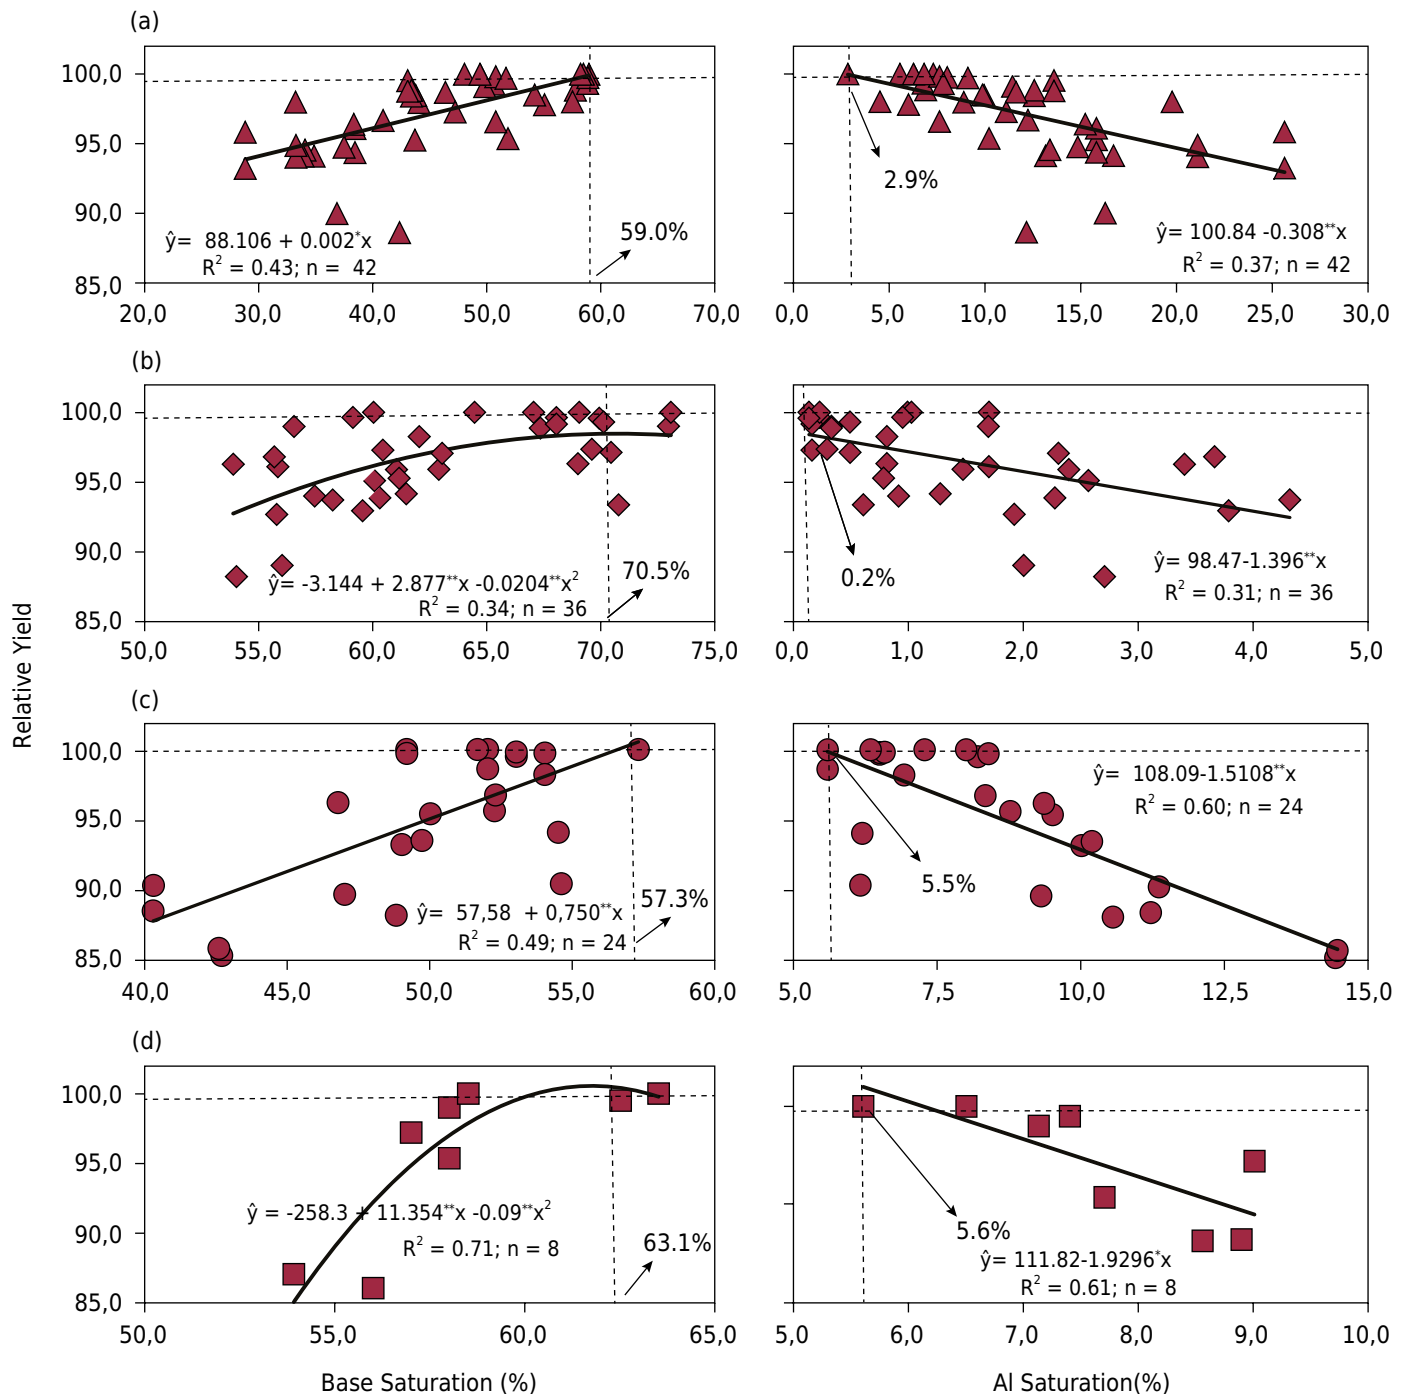 (a)
100,0
95,0
90,0
85,0
ŷ= 88.106 + 0.002*x
R² = 0.43; n = 42
59.0%
20,0 30,0 40,0 50,0 60,0 70,0
2.9%
ŷ= 100.84 -0.308**x
R² = 0.37; n = 42
0,0 5,0 10,0 15,0 20,0 25,0 30,0
(b)
100,0
95,0
90,0
85,0
ŷ= -3.144 + 2.877**x -0.0204**x²
R² = 0.34; n = 36
70.5%
50,0 55,0 60,0 65,0 70,0 75,0
0.2%
ŷ= 98.47-1.396**x
R² = 0.31; n = 36
0,0 1,0 2,0 3,0 4,0 5,0
Relative Yield
(c)
100,0
95,0
90,0
85,0
57.3%
ŷ= 57,58 + 0,750**x
R² = 0.49; n = 24
40,0 45,0 50,0 55,0 60,0
ŷ= 108.09-1.5108**x
R² = 0.60; n = 24
5.5%
5,0 7,5 10,0 12,5 15,0
(d)
100,0
95,0
90,0
85,0
ŷ = -258.3 + 11.354**x -0.09**x²
R² = 0.71; n = 8
63.1%
50,0 55,0 60,0 65,0
5.6%
ŷ= 111.82-1.9296*x
R² = 0.61; n = 8
5,0 6,0 7,0 8,0 9,0 10,0
Base Saturation (%)
Al Saturation(%)